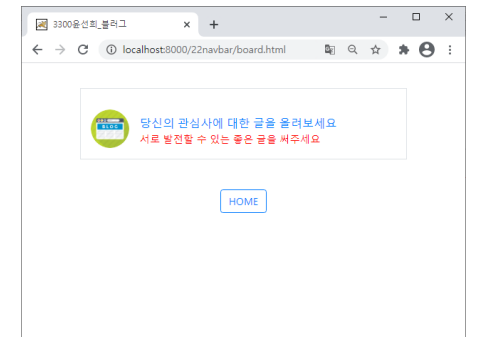 3300윤선희_블러그
localhost:8000/22navbar/board.html
BLOG
당신의 관심사에 대한 글을 올려보세요
서로 발전할 수 있는 좋은 글을 써주세요
HOME